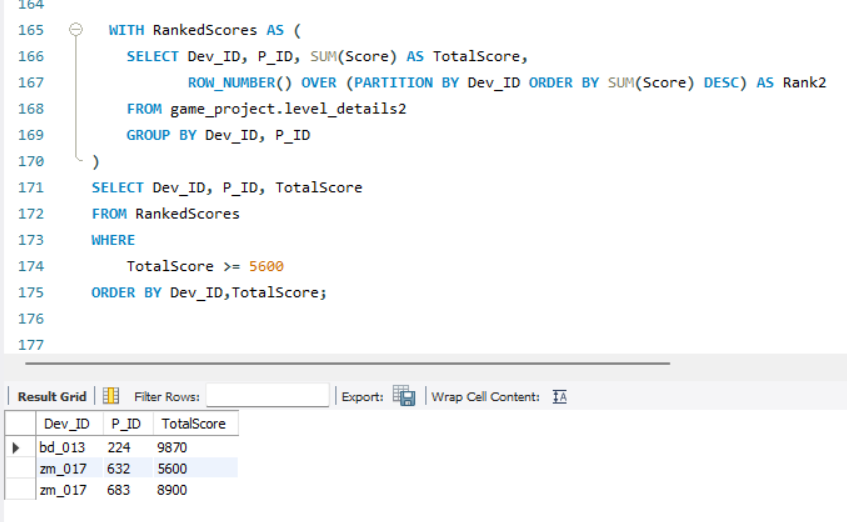 164
165 WITH RankedScores AS (
166 SELECT Dev_ID, P_ID, SUM(Score) AS TotalScore,
167 ROW_NUMBER() OVER (PARTITION BY Dev_ID ORDER BY SUM(Score) DESC) AS Rank2
168 FROM game_project.level_details2
169 GROUP BY Dev_ID, P_ID
170 )
171 SELECT Dev_ID, P_ID, TotalScore
172 FROM RankedScores
173 WHERE
174 TotalScore >= 5600
175 ORDER BY Dev_ID,TotalScore;
176
177
Result Grid Filter Rows: Export: Wrap Cell Content: IA
Dev_ID P_ID TotalScore
bd_013 224 9870
zm_017 632 5600
zm_017 683 8900